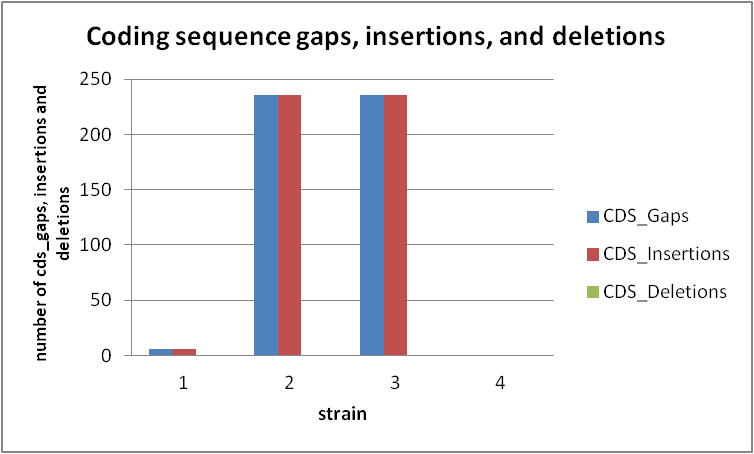 Coding sequence gaps, insertions, and deletions
number of cds_gaps, insertions and
deletions
250
200
150
100
50
0
1 2 3 4
strain
CDS_Gaps
CDS_Insertions
CDS_Deletions